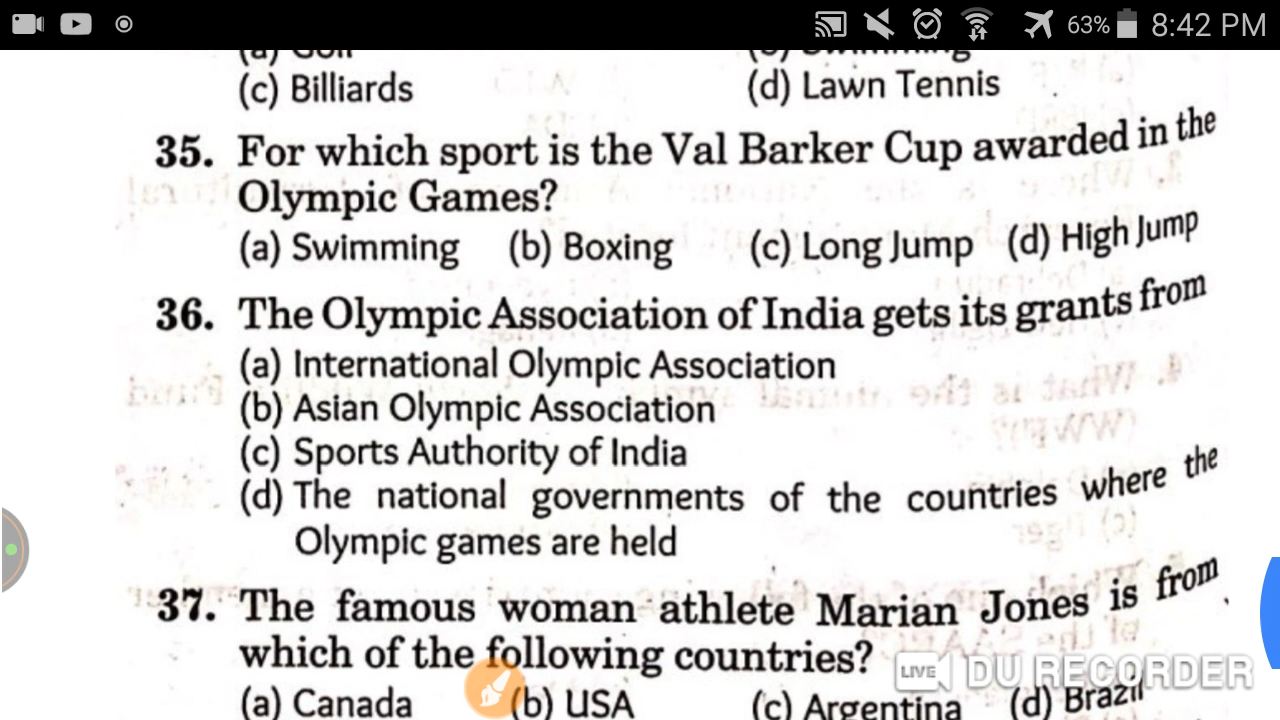 63% 8:42 PM
(a) Golf (b) Swimming
(c) Billiards (d) Lawn Tennis
35. For which sport is the Val Barker Cup awarded in the
Olympic Games?
(a) Swimming (b) Boxing (c) Long Jump (d) High Jump
36. The Olympic Association of India gets its grants from
(a) International Olympic Association
(b) Asian Olympic Association
(c) Sports Authority of India
(d) The national governments of the countries where the
Olympic games are held
37. The famous woman athlete Marian Jones is from
which of the following countries?
LIVE DU RECORDER
(a) Canada (b) USA (c) Argentina (d) Brazil